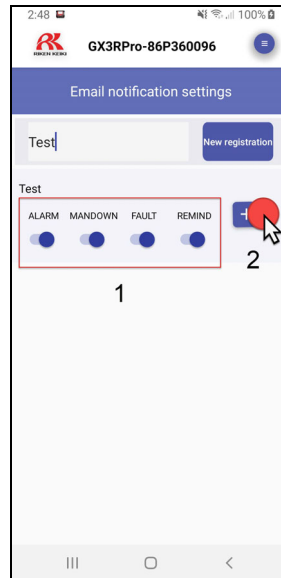 2:48 100%
RIKEN KEIKI GX3RPro-86P360096
Email notification settings
Test New registration
Test
ALARM MANDOWN FAULT REMIND
+
1 2